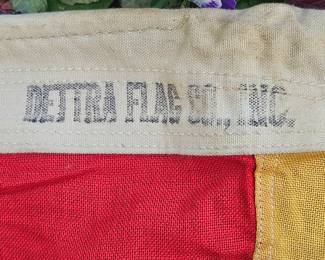 DETTRA FLAG CO., INC.